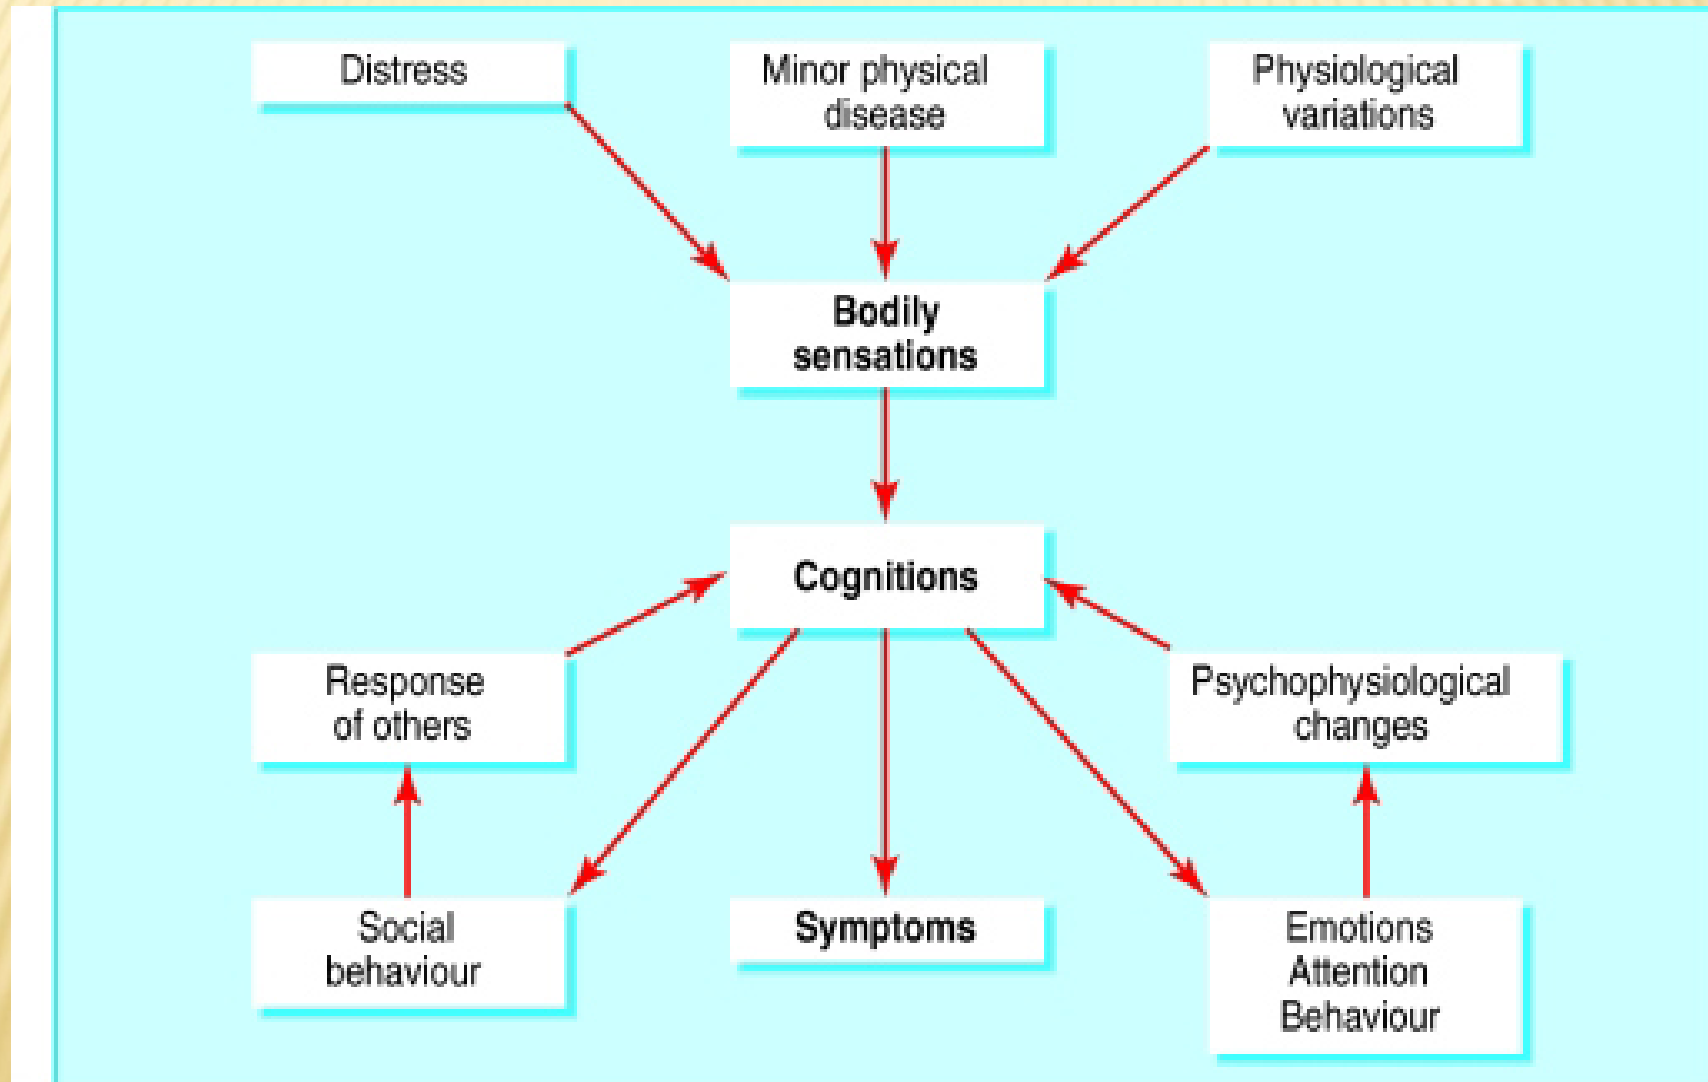 Distress
Minor physical
disease
Physiological
variations
Bodily
sensations
Cognitions
Response
of others
Psychophysiological
changes
Social
behaviour
Symptoms
Emotions
Attention
Behaviour